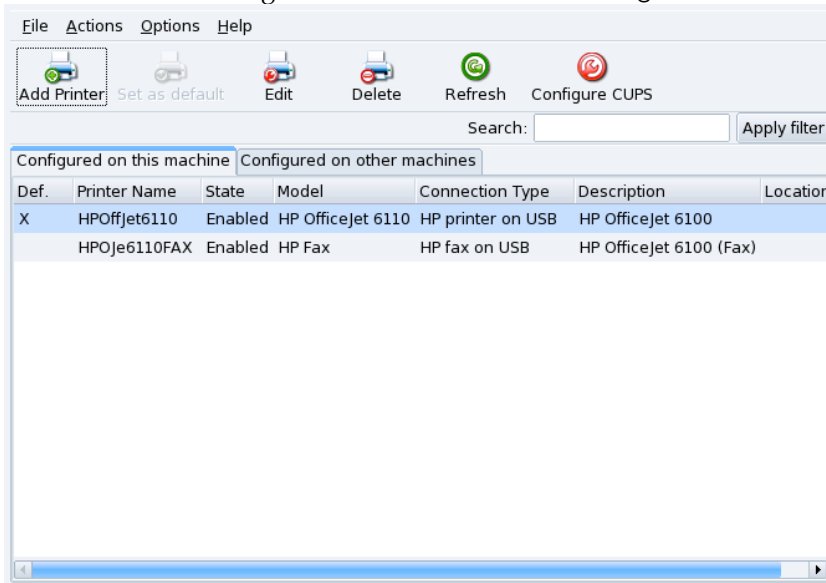 File Actions Options Help
Add Printer Set as default Edit Delete Refresh Configure CUPS
Search: Apply filter
Configured on this machine Configured on other machines
Def. Printer Name State Model Connection Type Description Location
X HPOffJet6110 Enabled HP OfficeJet 6110 HP printer on USB HP OfficeJet 6100
HPOJe6110FAX Enabled HP Fax HP fax on USB HP OfficeJet 6100 (Fax)